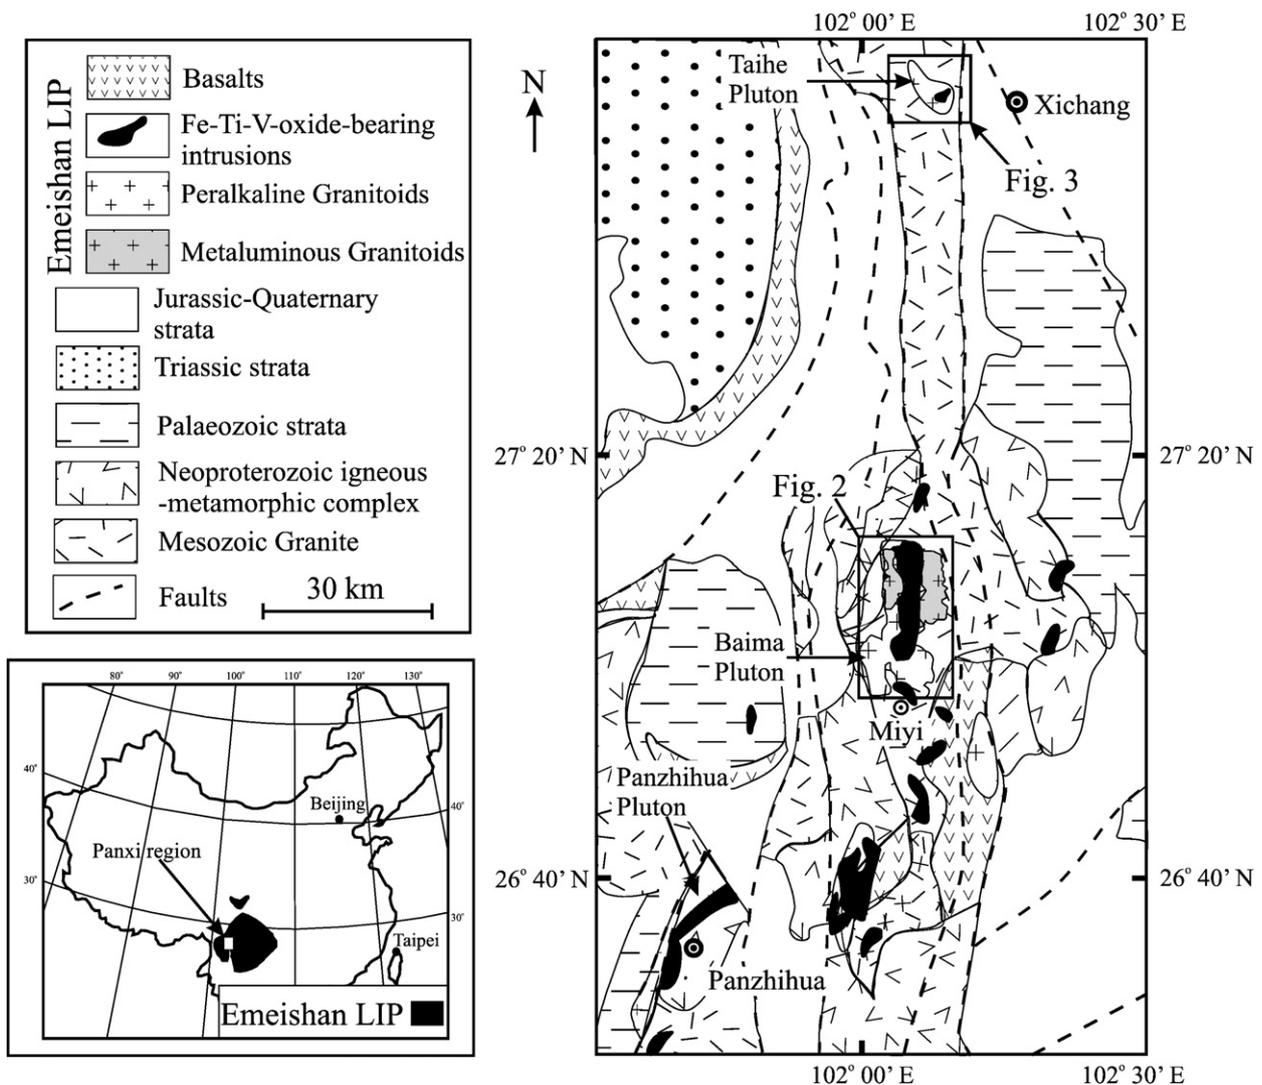 Emeishan LIP
Basalts
Fe-Ti-V-oxide-bearing
intrusions
Peralkaline Granitoids
Metaluminous Granitoids
Jurassic-Quaternary
strata
Triassic strata
Palaeozoic strata
Neoproterozoic igneous
-metamorphic complex
Mesozoic Granite
Faults
30 km
80°
90°
100°
110°
120°
130°
40°
40°
30°
30°
Beijing
Panxi region
Taipei
Emeishan LIP
N
102° 00' E
102° 30' E
Taihe
Pluton
Xichang
Fig. 3
27° 20' N
27° 20' N
Fig. 2
Baima
Pluton
Miyi
Panzhihua
Pluton
26° 40' N
26° 40' N
Panzhihua
102° 00' E
102° 30' E